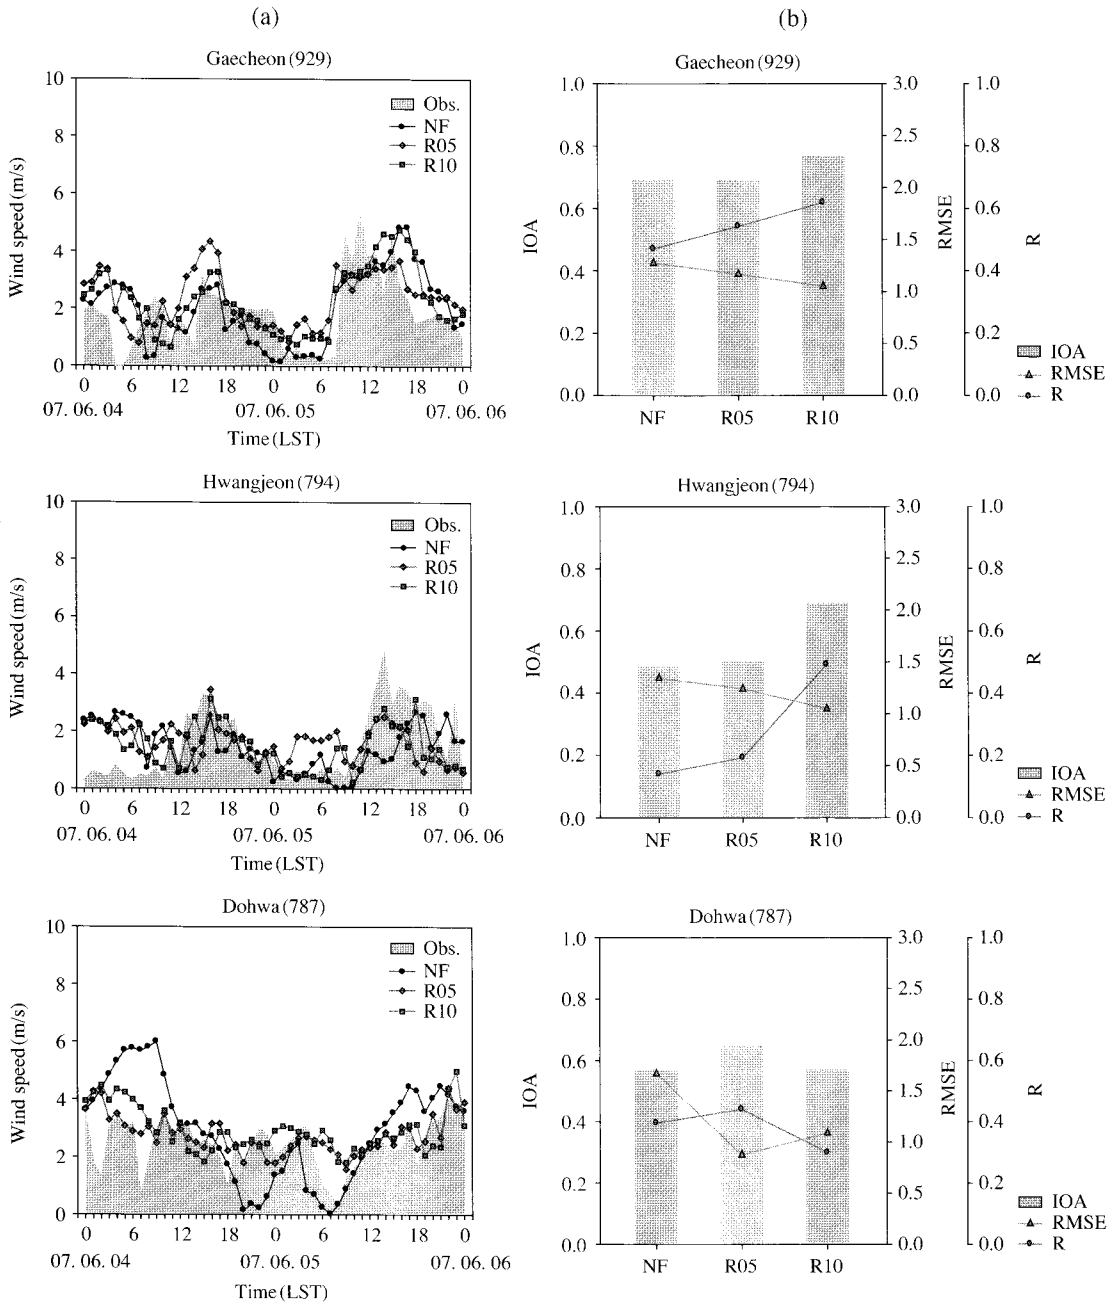 (a)
(b)
Gaecheon (929)
10
8
6
4
2
0
Wind speed (m/s)
Obs.
NF
R05
R10
0 6 12 18 0 6 12 18 0
07. 06. 04 07. 06. 05 07. 06. 06
Time (LST)
Gaecheon (929)
1.0
0.8
0.6
0.4
0.2
0.0
IOA
3.0
2.5
2.0
1.5
1.0
0.5
0.0
RMSE
1.0
0.8
0.6
0.4
0.2
0.0
R
IOA
RMSE
R
NF R05 R10
Hwangjeon (794)
10
8
6
4
2
0
Wind speed (m/s)
Obs.
NF
R05
R10
0 6 12 18 0 6 12 18 0
07. 06. 04 07. 06. 05 07. 06. 06
Time (LST)
Hwangjeon (794)
1.0
0.8
0.6
0.4
0.2
0.0
IOA
3.0
2.5
2.0
1.5
1.0
0.5
0.0
RMSE
1.0
0.8
0.6
0.4
0.2
0.0
R
IOA
RMSE
R
NF R05 R10
Dohwa (787)
10
8
6
4
2
0
Wind speed (m/s)
Obs.
NF
R05
R10
0 6 12 18 0 6 12 18 0
07. 06. 04 07. 06. 05 07. 06. 06
Time (LST)
Dohwa (787)
1.0
0.8
0.6
0.4
0.2
0.0
IOA
3.0
2.5
2.0
1.5
1.0
0.5
0.0
RMSE
1.0
0.8
0.6
0.4
0.2
0.0
R
IOA
RMSE
R
NF R05 R10